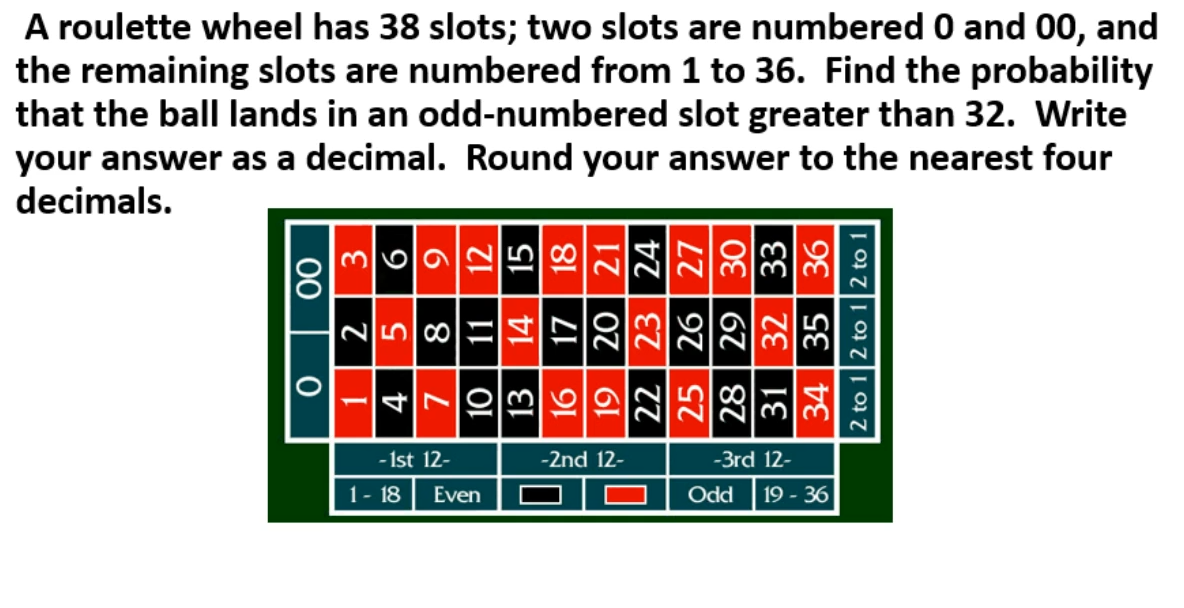 A roulette wheel has 38 slots; two slots are numbered 0 and 00, and
the remaining slots are numbered from 1 to 36.  Find the probability
that the ball lands in an odd-numbered slot greater than 32.  Write
your answer as a decimal.  Round your answer to the nearest four
decimals.
00 3 6 9 12 15 18 21 24 27 30 33 36 2 to 1
2 5 8 11 14 17 20 23 26 29 32 35 2 to 1
0 1 4 7 10 13 16 19 22 25 28 31 34 2 to 1
-1st 12- -2nd 12- -3rd 12-
1 - 18 Even Odd 19 - 36